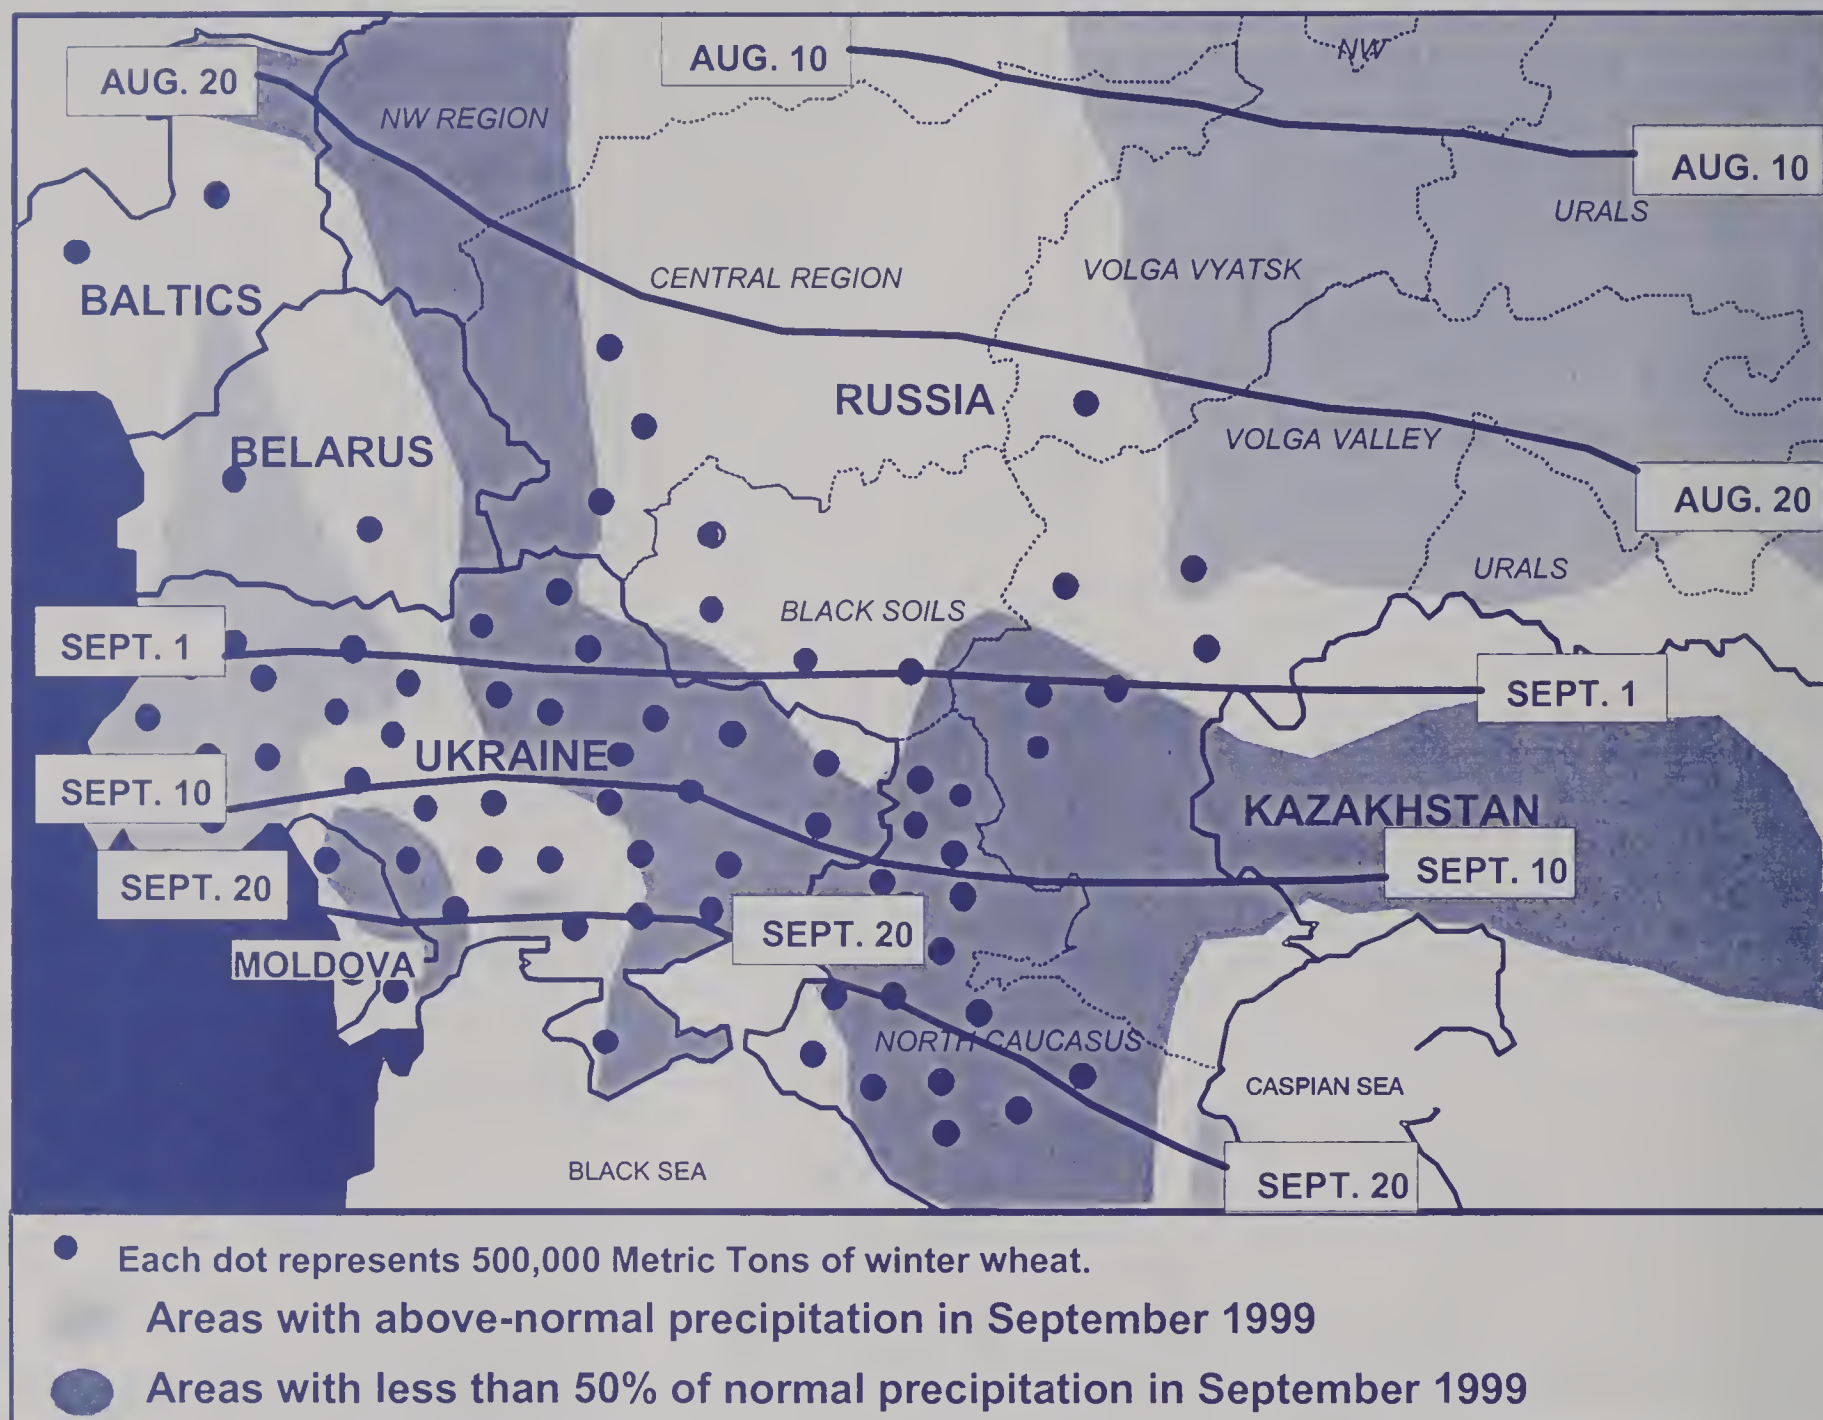 AUG. 10
NW
AUG. 20
NW REGION
AUG. 10
URALS
CENTRAL REGION
VOLGA VYATSK
BALTICS
RUSSIA
BELARUS
VOLGA VALLEY
AUG. 20
URALS
BLACK SOILS
SEPT. 1
SEPT. 1
UKRAINE
SEPT. 10
KAZAKHSTAN
SEPT. 10
SEPT. 20
SEPT. 20
MOLDOVA
NORTH CAUCASUS
CASPIAN SEA
BLACK SEA
SEPT. 20
Each dot represents 500,000 Metric Tons of winter wheat.
Areas with above-normal precipitation in September 1999
Areas with less than 50% of normal precipitation in September 1999